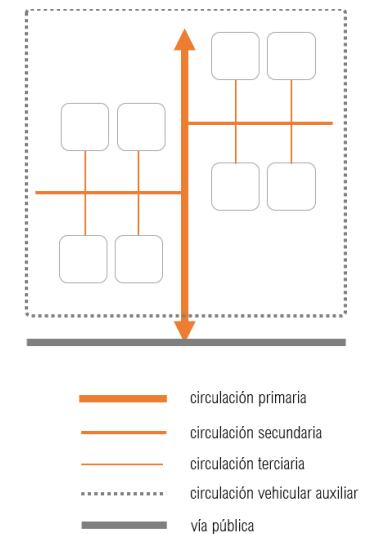 circulación primaria
circulación secundaria
circulación terciaria
circulación vehicular auxiliar
vía pública